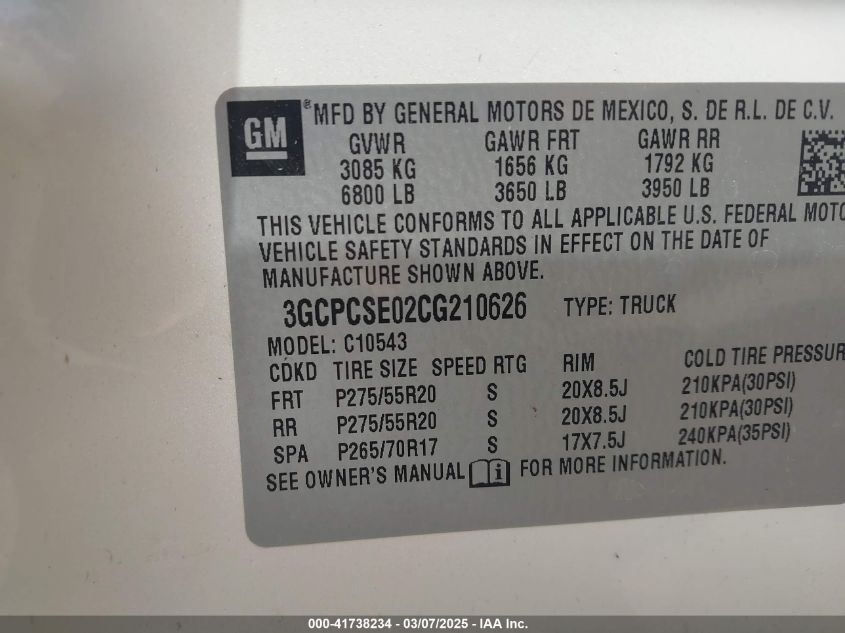 GM ® MFD BY GENERAL MOTORS DE MEXICO, S. DE R.L. DE C.V.
GVWR GAWR FRT GAWR RR
3085 KG 1656 KG 1792 KG
6800 LB 3650 LB 3950 LB
THIS VEHICLE CONFORMS TO ALL APPLICABLE U.S. FEDERAL MOTO
VEHICLE SAFETY STANDARDS IN EFFECT ON THE DATE OF
MANUFACTURE SHOWN ABOVE.
3GCPCSE02CG210626 TYPE: TRUCK
MODEL: C10543
CDKD TIRE SIZE SPEED RTG RIM COLD TIRE PRESSUR
FRT P275/55R20 S 20X8.5J 210KPA(30PSI)
RR P275/55R20 S 20X8.5J 210KPA(30PSI)
SPA P265/70R17 S 17X7.5J 240KPA(35PSI)
SEE OWNER'S MANUAL i FOR MORE INFORMATION.
000-41738234 - 03/07/2025 - IAA Inc.